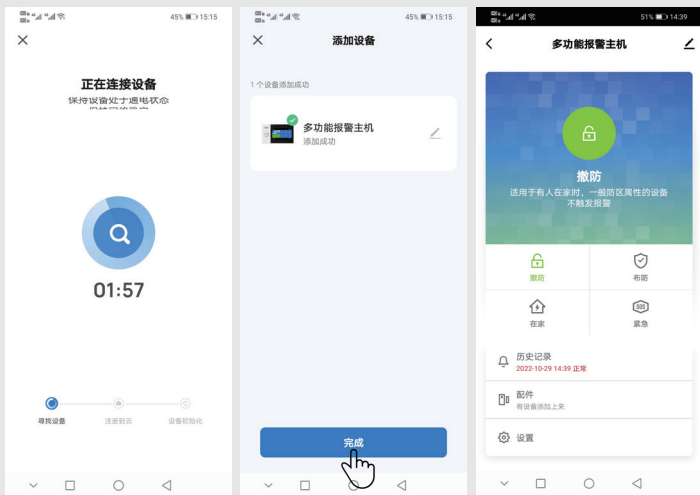 45% 15:15
正在连接设备
保持设备处于通电状态
01:57
寻找设备
注册到云
设备初始化
45% 15:15
添加设备
1 个设备添加成功
多功能报警主机
添加成功
完成
51% 14:39
多功能报警主机
撤防
适用于有人在家时，一般防区属性的设备
不触发报警
撤防
布防
在家
SOS
紧急
历史记录
2022-10-29 14:39 正常
配件
有设备添加上来
设置